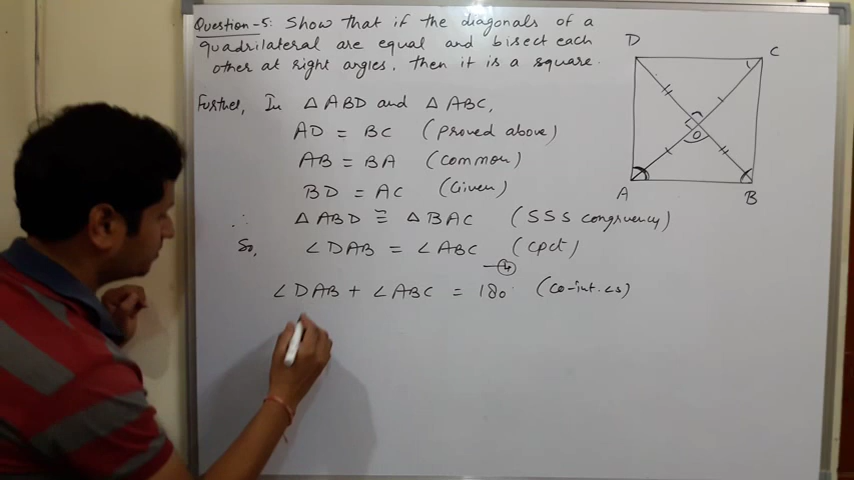 Question-5: Show that if the diagonals of a
quadrilateral are equal and bisect each
other at right angles, then it is a square.
Further, In △ABD and △ABC,
AD = BC (Proved above)
AB = BA (common)
BD = AC (Given)
∴ △ABD ≅ △BAC (SSS congruency)
So, ∠DAB = ∠ABC (cpct)
—④
∠DAB + ∠ABC = 180° (Co-int. ∠s)
D
C
O
A
B